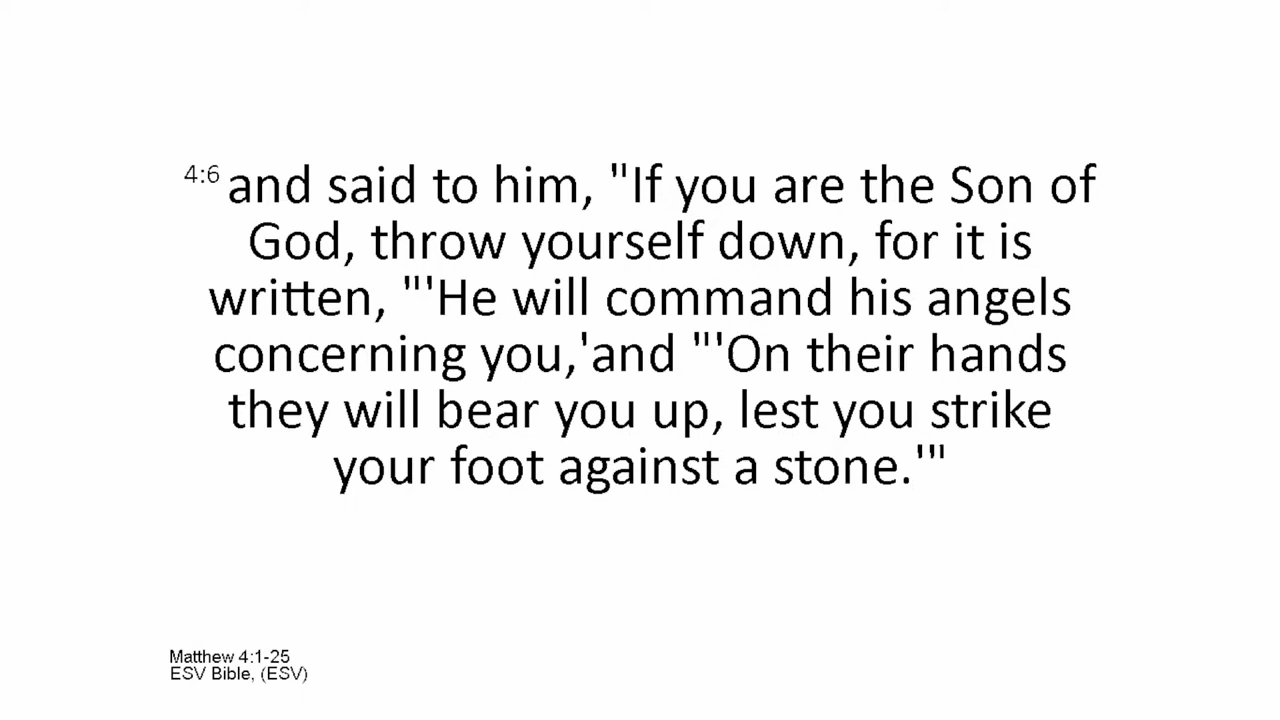 4:6 and said to him, "If you are the Son of
God, throw yourself down, for it is
written, "'He will command his angels
concerning you,'and "'On their hands
they will bear you up, lest you strike
your foot against a stone.'"
Matthew 4:1-25
ESV Bible, (ESV)